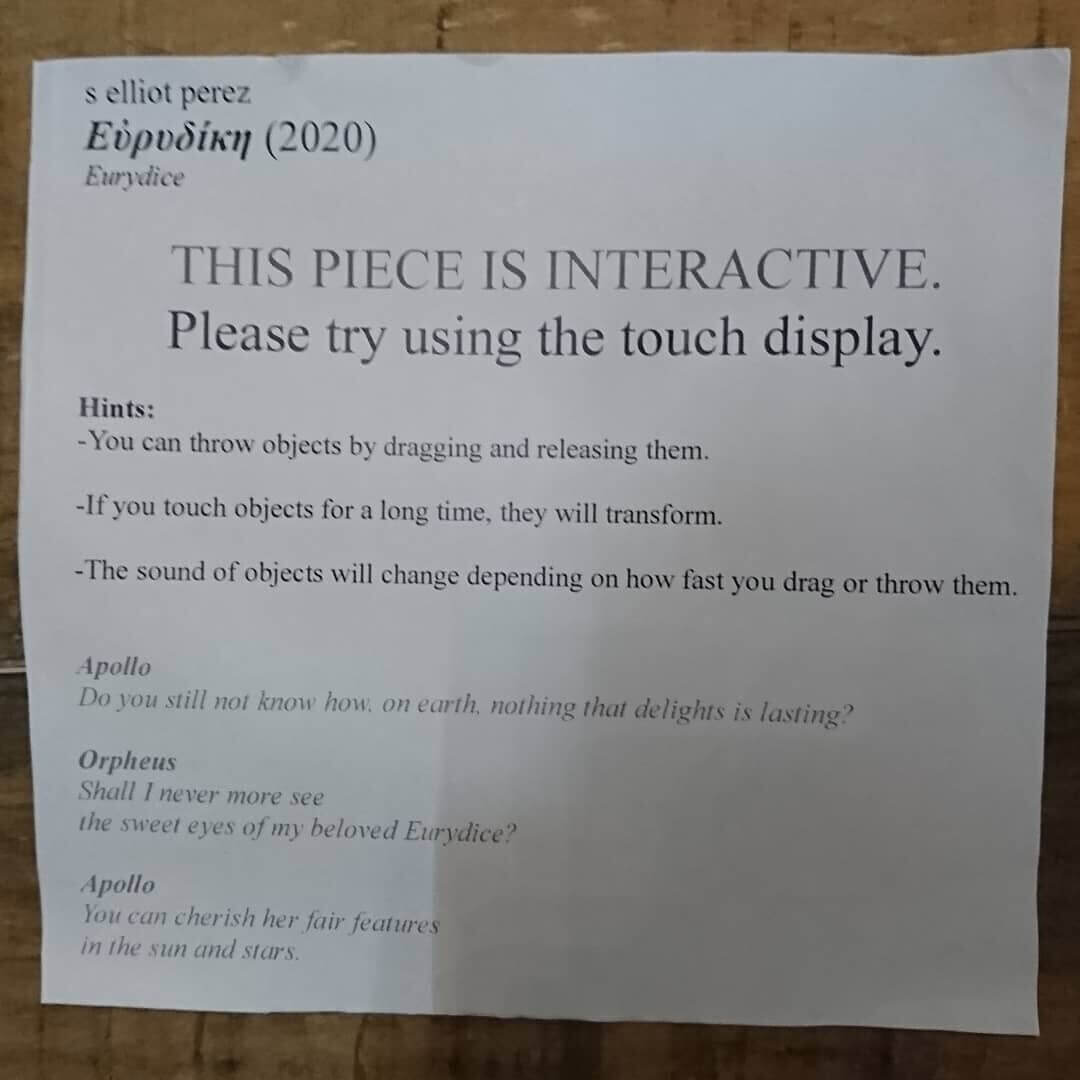 s elliot perez
Εὐρυδίκη (2020)
Eurydice
THIS PIECE IS INTERACTIVE.
Please try using the touch display.
Hints:
-You can throw objects by dragging and releasing them.
-If you touch objects for a long time, they will transform.
-The sound of objects will change depending on how fast you drag or throw them.
Apollo
Do you still not know how, on earth, nothing that delights is lasting?
Orpheus
Shall I never more see
the sweet eyes of my beloved Eurydice?
Apollo
You can cherish her fair features
in the sun and stars.